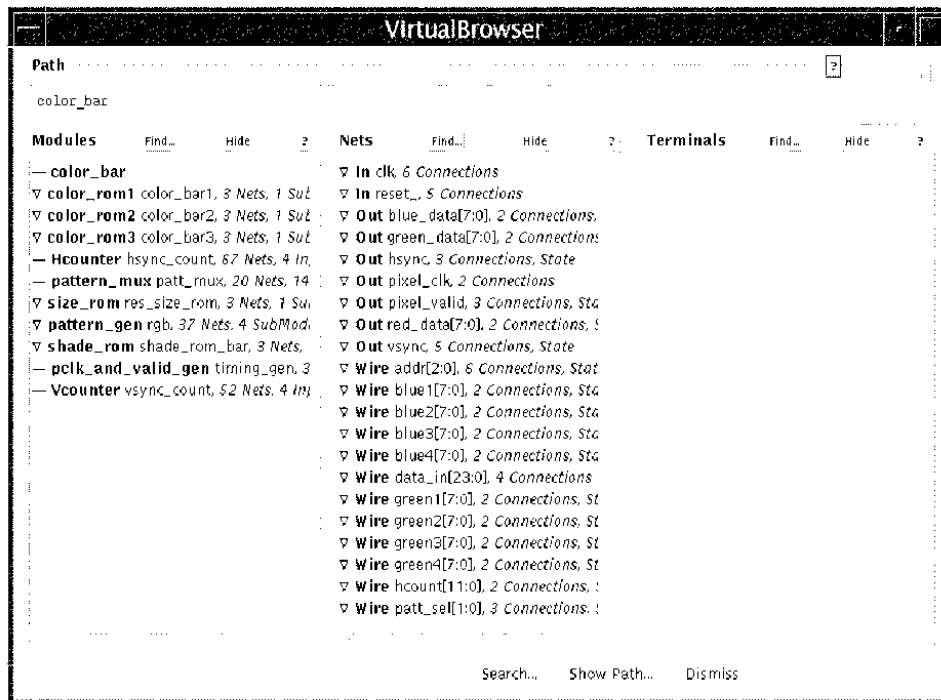 VirtualBrowser
Path ?
color_bar
Modules Find... Hide ?
— color_bar
▽ color_rom1 color_bar1, 3 Nets, 1 Sub
▽ color_rom2 color_bar2, 3 Nets, 1 Sub
▽ color_rom3 color_bar3, 3 Nets, 1 Sub
— Hcounter hsync_count, 67 Nets, 4 In
— pattern_mux patt_mux, 20 Nets, 14
▽ size_rom res_size_rom, 3 Nets, 1 Su
▽ pattern_gen rgb, 37 Nets, 4 SubMod
▽ shade_rom shade_rom_bar, 3 Nets,
— pclk_and_valid_gen timing_gen, 3
— Vcounter vsync_count, 52 Nets, 4 Inp
Nets Find... Hide ?
▽ In clk, 6 Connections
▽ In reset_, 5 Connections
▽ Out blue_data[7:0], 2 Connections,
▽ Out green_data[7:0], 2 Connections
▽ Out hsync, 3 Connections, State
▽ Out pixel_clk, 2 Connections
▽ Out pixel_valid, 3 Connections, Sta
▽ Out red_data[7:0], 2 Connections, S
▽ Out vsync, 5 Connections, State
▽ Wire addr[2:0], 6 Connections, Stat
▽ Wire blue1[7:0], 2 Connections, Sta
▽ Wire blue2[7:0], 2 Connections, Sta
▽ Wire blue3[7:0], 2 Connections, Sta
▽ Wire blue4[7:0], 2 Connections, Sta
▽ Wire data_in[23:0], 4 Connections
▽ Wire green1[7:0], 2 Connections, St
▽ Wire green2[7:0], 2 Connections, St
▽ Wire green3[7:0], 2 Connections, St
▽ Wire green4[7:0], 2 Connections, St
▽ Wire hcount[11:0], 2 Connections,
▽ Wire patt_sel[1:0], 3 Connections,
Terminals Find... Hide ?
Search... Show Path... Dismiss